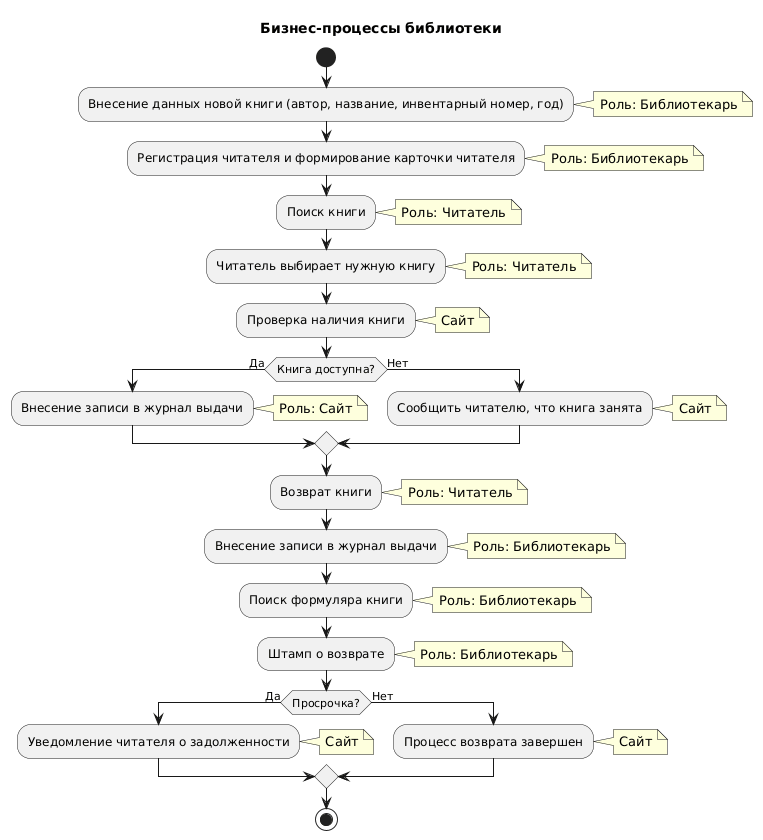 Бизнес-процессы библиотеки
Внесение данных новой книги (автор, название, инвентарный номер, год)
Роль: Библиотекарь
Регистрация читателя и формирование карточки читателя
Роль: Библиотекарь
Поиск книги
Роль: Читатель
Читатель выбирает нужную книгу
Роль: Читатель
Проверка наличия книги
Сайт
Да
Книга доступна?
Нет
Внесение записи в журнал выдачи
Роль: Сайт
Сообщить читателю, что книга занята
Сайт
Возврат книги
Роль: Читатель
Внесение записи в журнал выдачи
Роль: Библиотекарь
Поиск формуляра книги
Роль: Библиотекарь
Штамп о возврате
Роль: Библиотекарь
Да
Просрочка?
Нет
Уведомление читателя о задолженности
Сайт
Процесс возврата завершен
Сайт